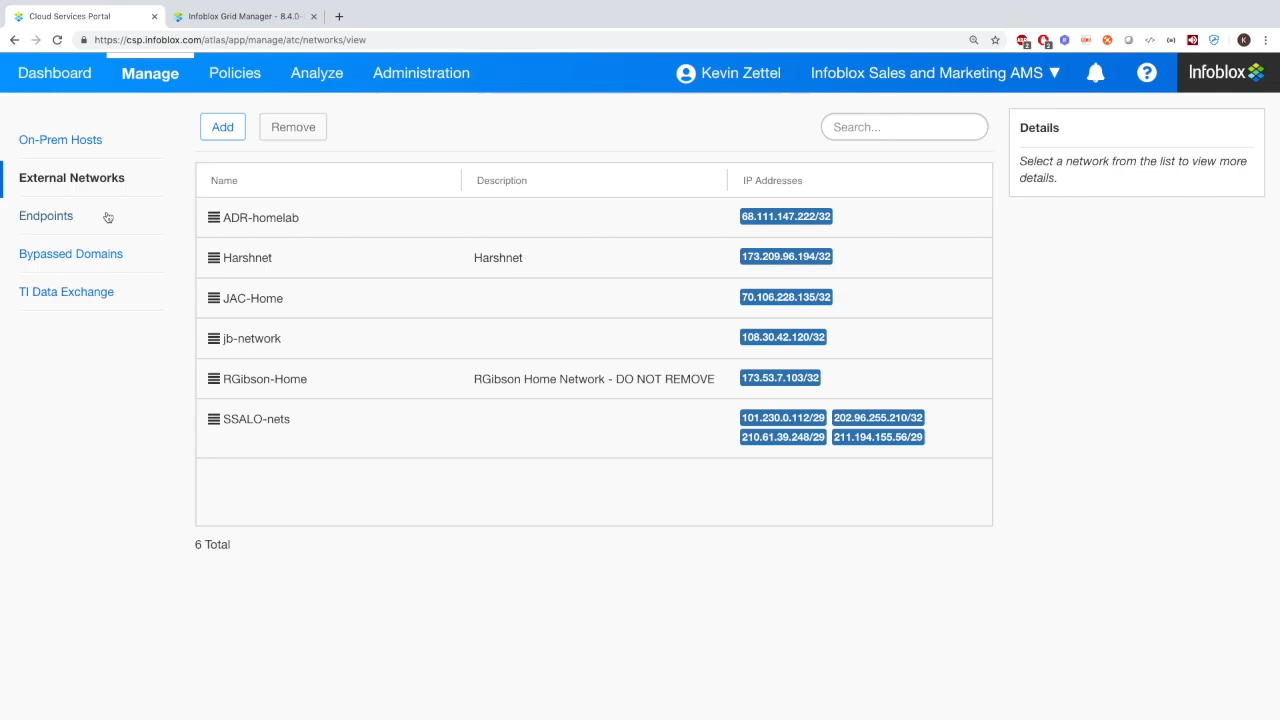 Cloud Services Portal
Infoblox Grid Manager - 8.4.0-
https://csp.infoblox.com/atlas/app/manage/atc/networks/view
Dashboard Manage Policies Analyze Administration Kevin Zettel Infoblox Sales and Marketing AMS ▼ Infoblox
On-Prem Hosts
External Networks
Endpoints
Bypassed Domains
TI Data Exchange
Add Remove Search...
Name Description IP Addresses
ADR-homelab 68.111.147.222/32
Harshnet Harshnet 173.209.96.194/32
JAC-Home 70.106.228.135/32
jb-network 108.30.42.120/32
RGibson-Home RGibson Home Network - DO NOT REMOVE 173.53.7.103/32
SSALO-nets 101.230.0.112/29 202.96.255.210/32
210.61.39.248/29 211.194.155.56/29
6 Total
Details
Select a network from the list to view more
details.